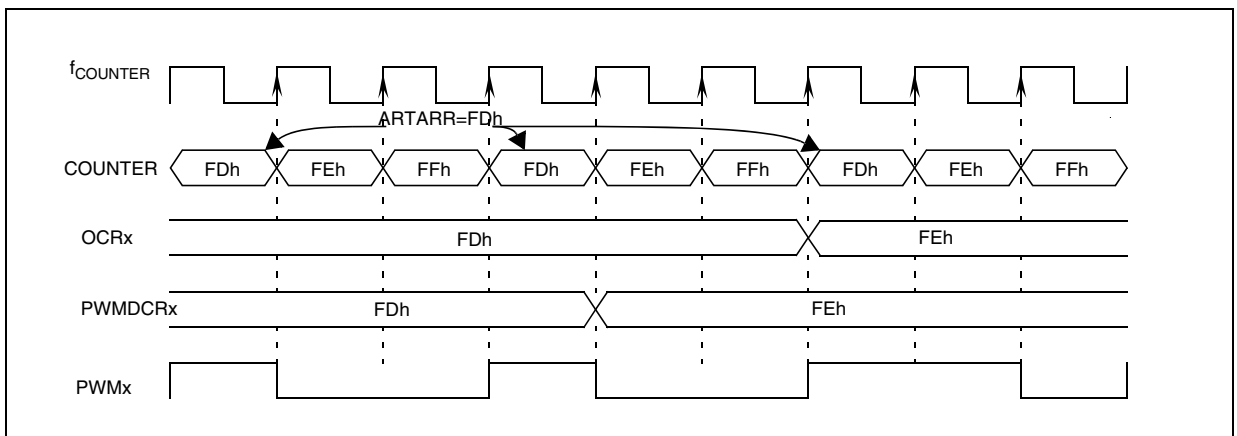 fCOUNTER
ARTARR=FDh
COUNTER FDh FEh FFh FDh FEh FFh FDh FEh FFh
OCRx FDh FEh
PWMDCRx FDh FEh
PWMx